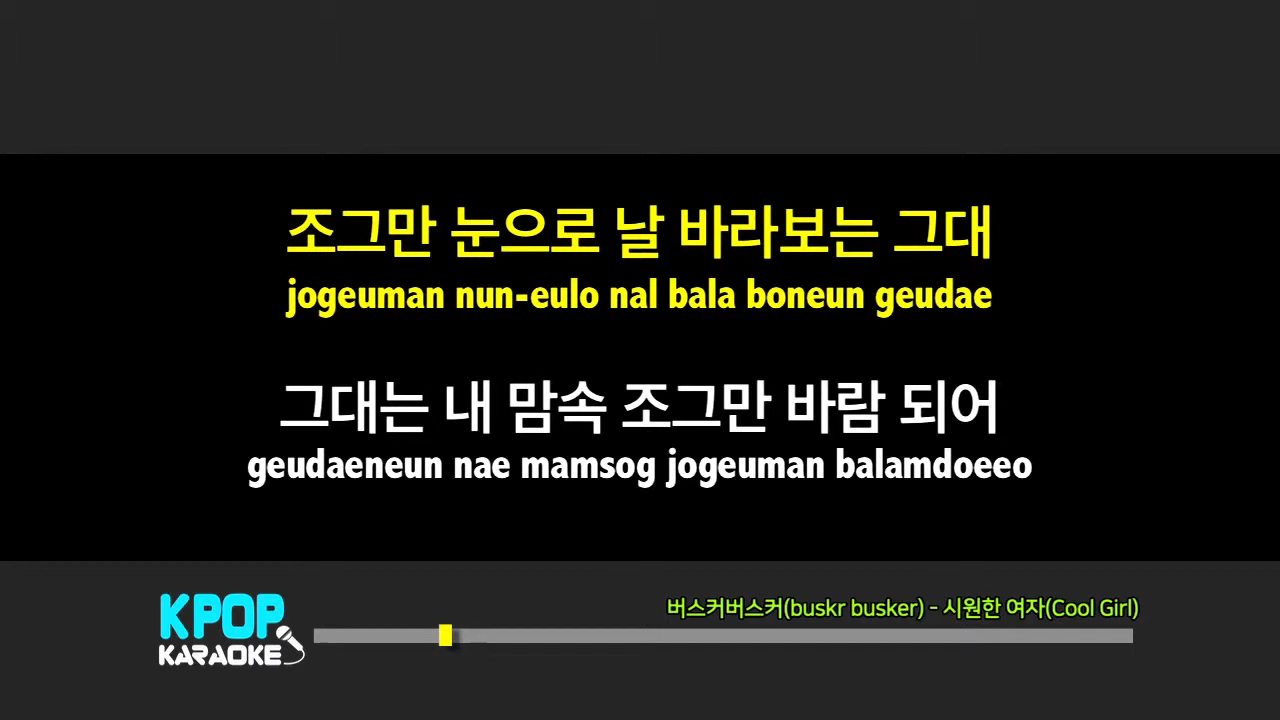 조그만 눈으로 날 바라보는 그대
jogeuman nun-eulo nal bala boneun geudae
그대는 내 맘속 조그만 바람 되어
geudaeneun nae mamsog jogeuman balamdoeeo
버스커버스커(buskr busker) - 시원한 여자(Cool Girl)
KPOP
KARAOKE